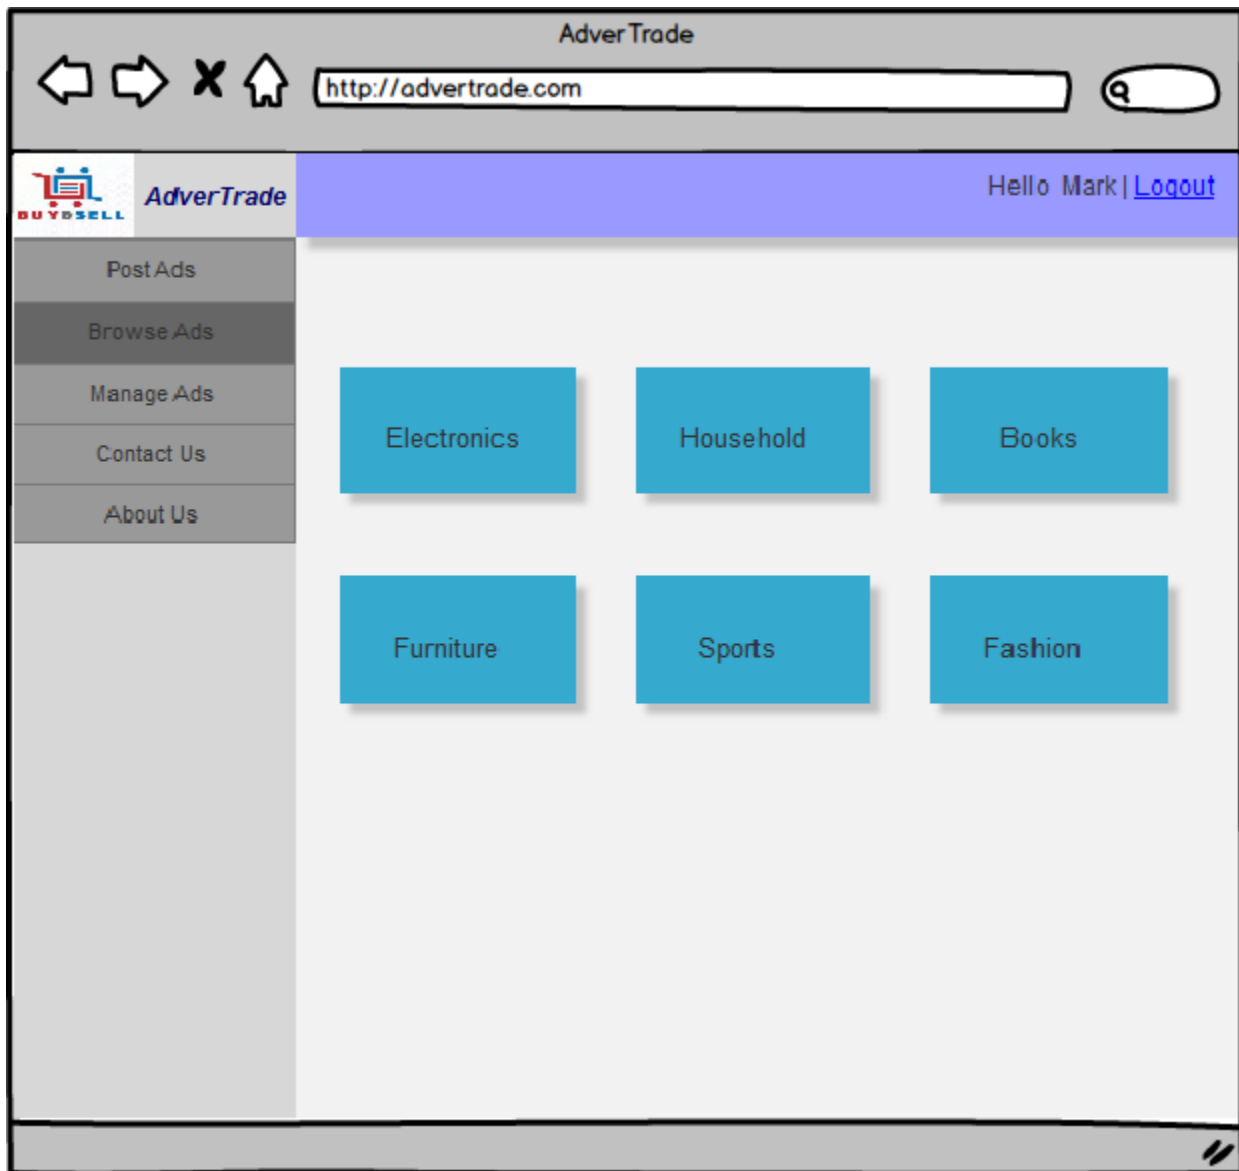 AdverTrade
http://advertrade.com
BUYDSELL
AdverTrade
Hello Mark | Logout
Post Ads
Browse Ads
Manage Ads
Contact Us
About Us
Electronics Household Books
Furniture Sports Fashion